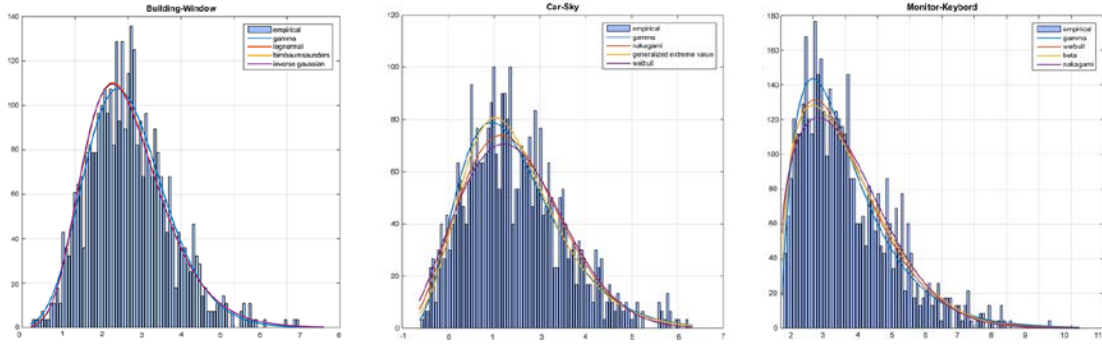 Building-Window
140
120
100
80
60
40
20
0
0 1 2 3 4 5 6 7 8
empirical
gamma
lognormal
birnbaumsaunders
inverse gaussian
Car-Sky
120
100
80
60
40
20
0
-1 0 1 2 3 4 5 6 7
empirical
gamma
nakagami
generalized extreme value
weibull
Monitor-Keybord
180
160
140
120
100
80
60
40
20
0
2 3 4 5 6 7 8 9 10 11
empirical
gamma
weibull
beta
nakagami